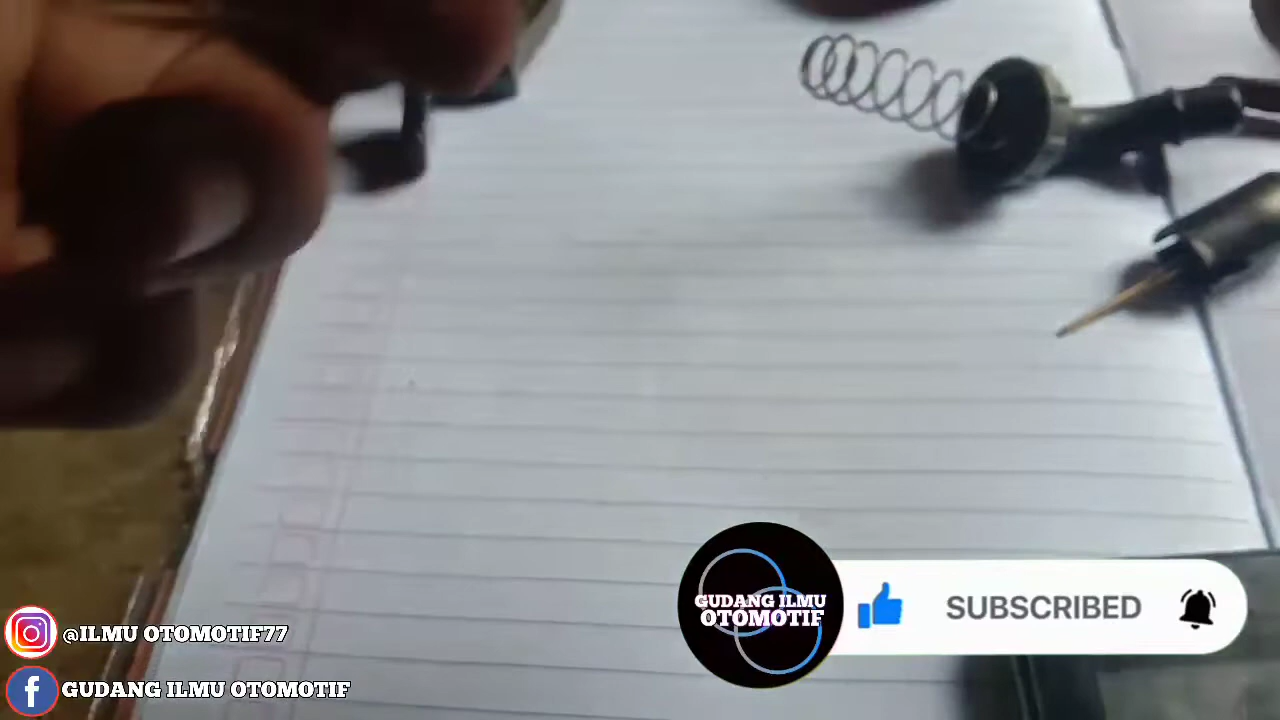 GUDANG ILMU
OTOMOTIF
SUBSCRIBED
@ILMU OTOMOTIF77
GUDANG ILMU OTOMOTIF